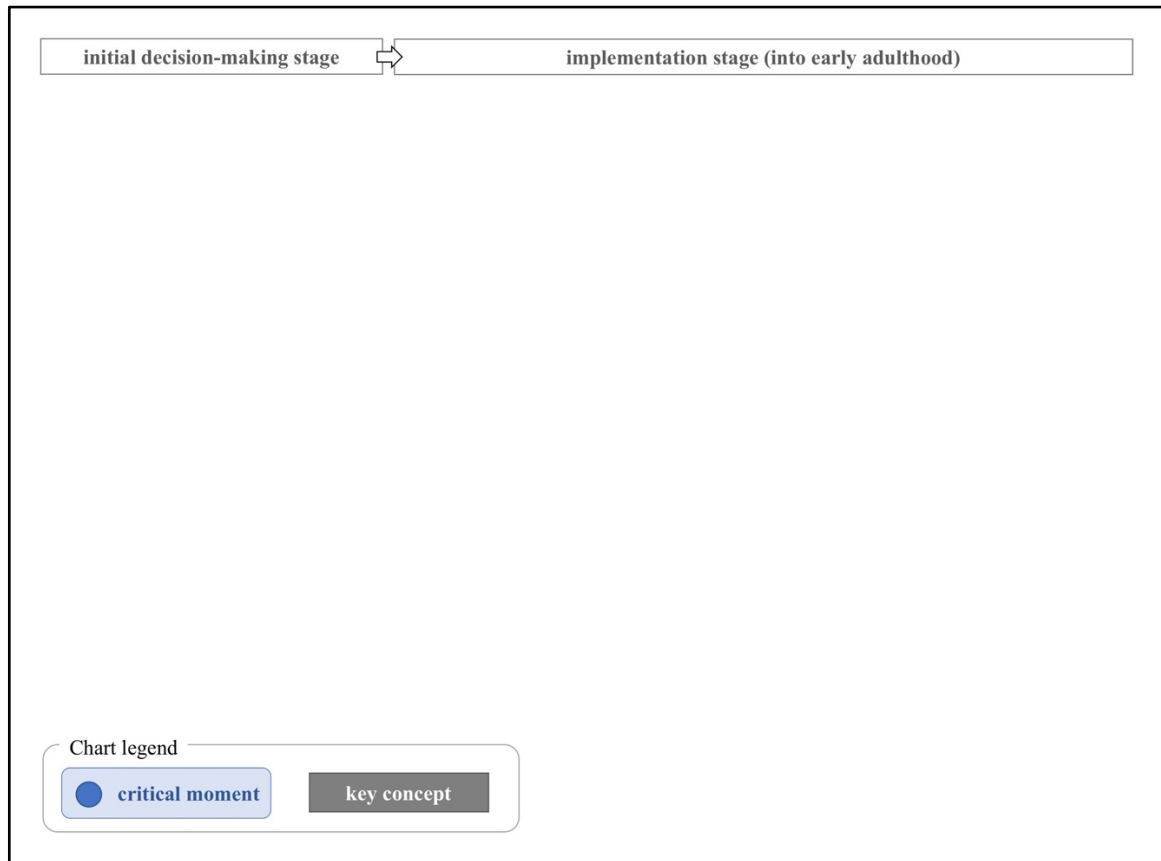 initial decision-making stage
implementation stage (into early adulthood)
Chart legend
critical moment
key concept